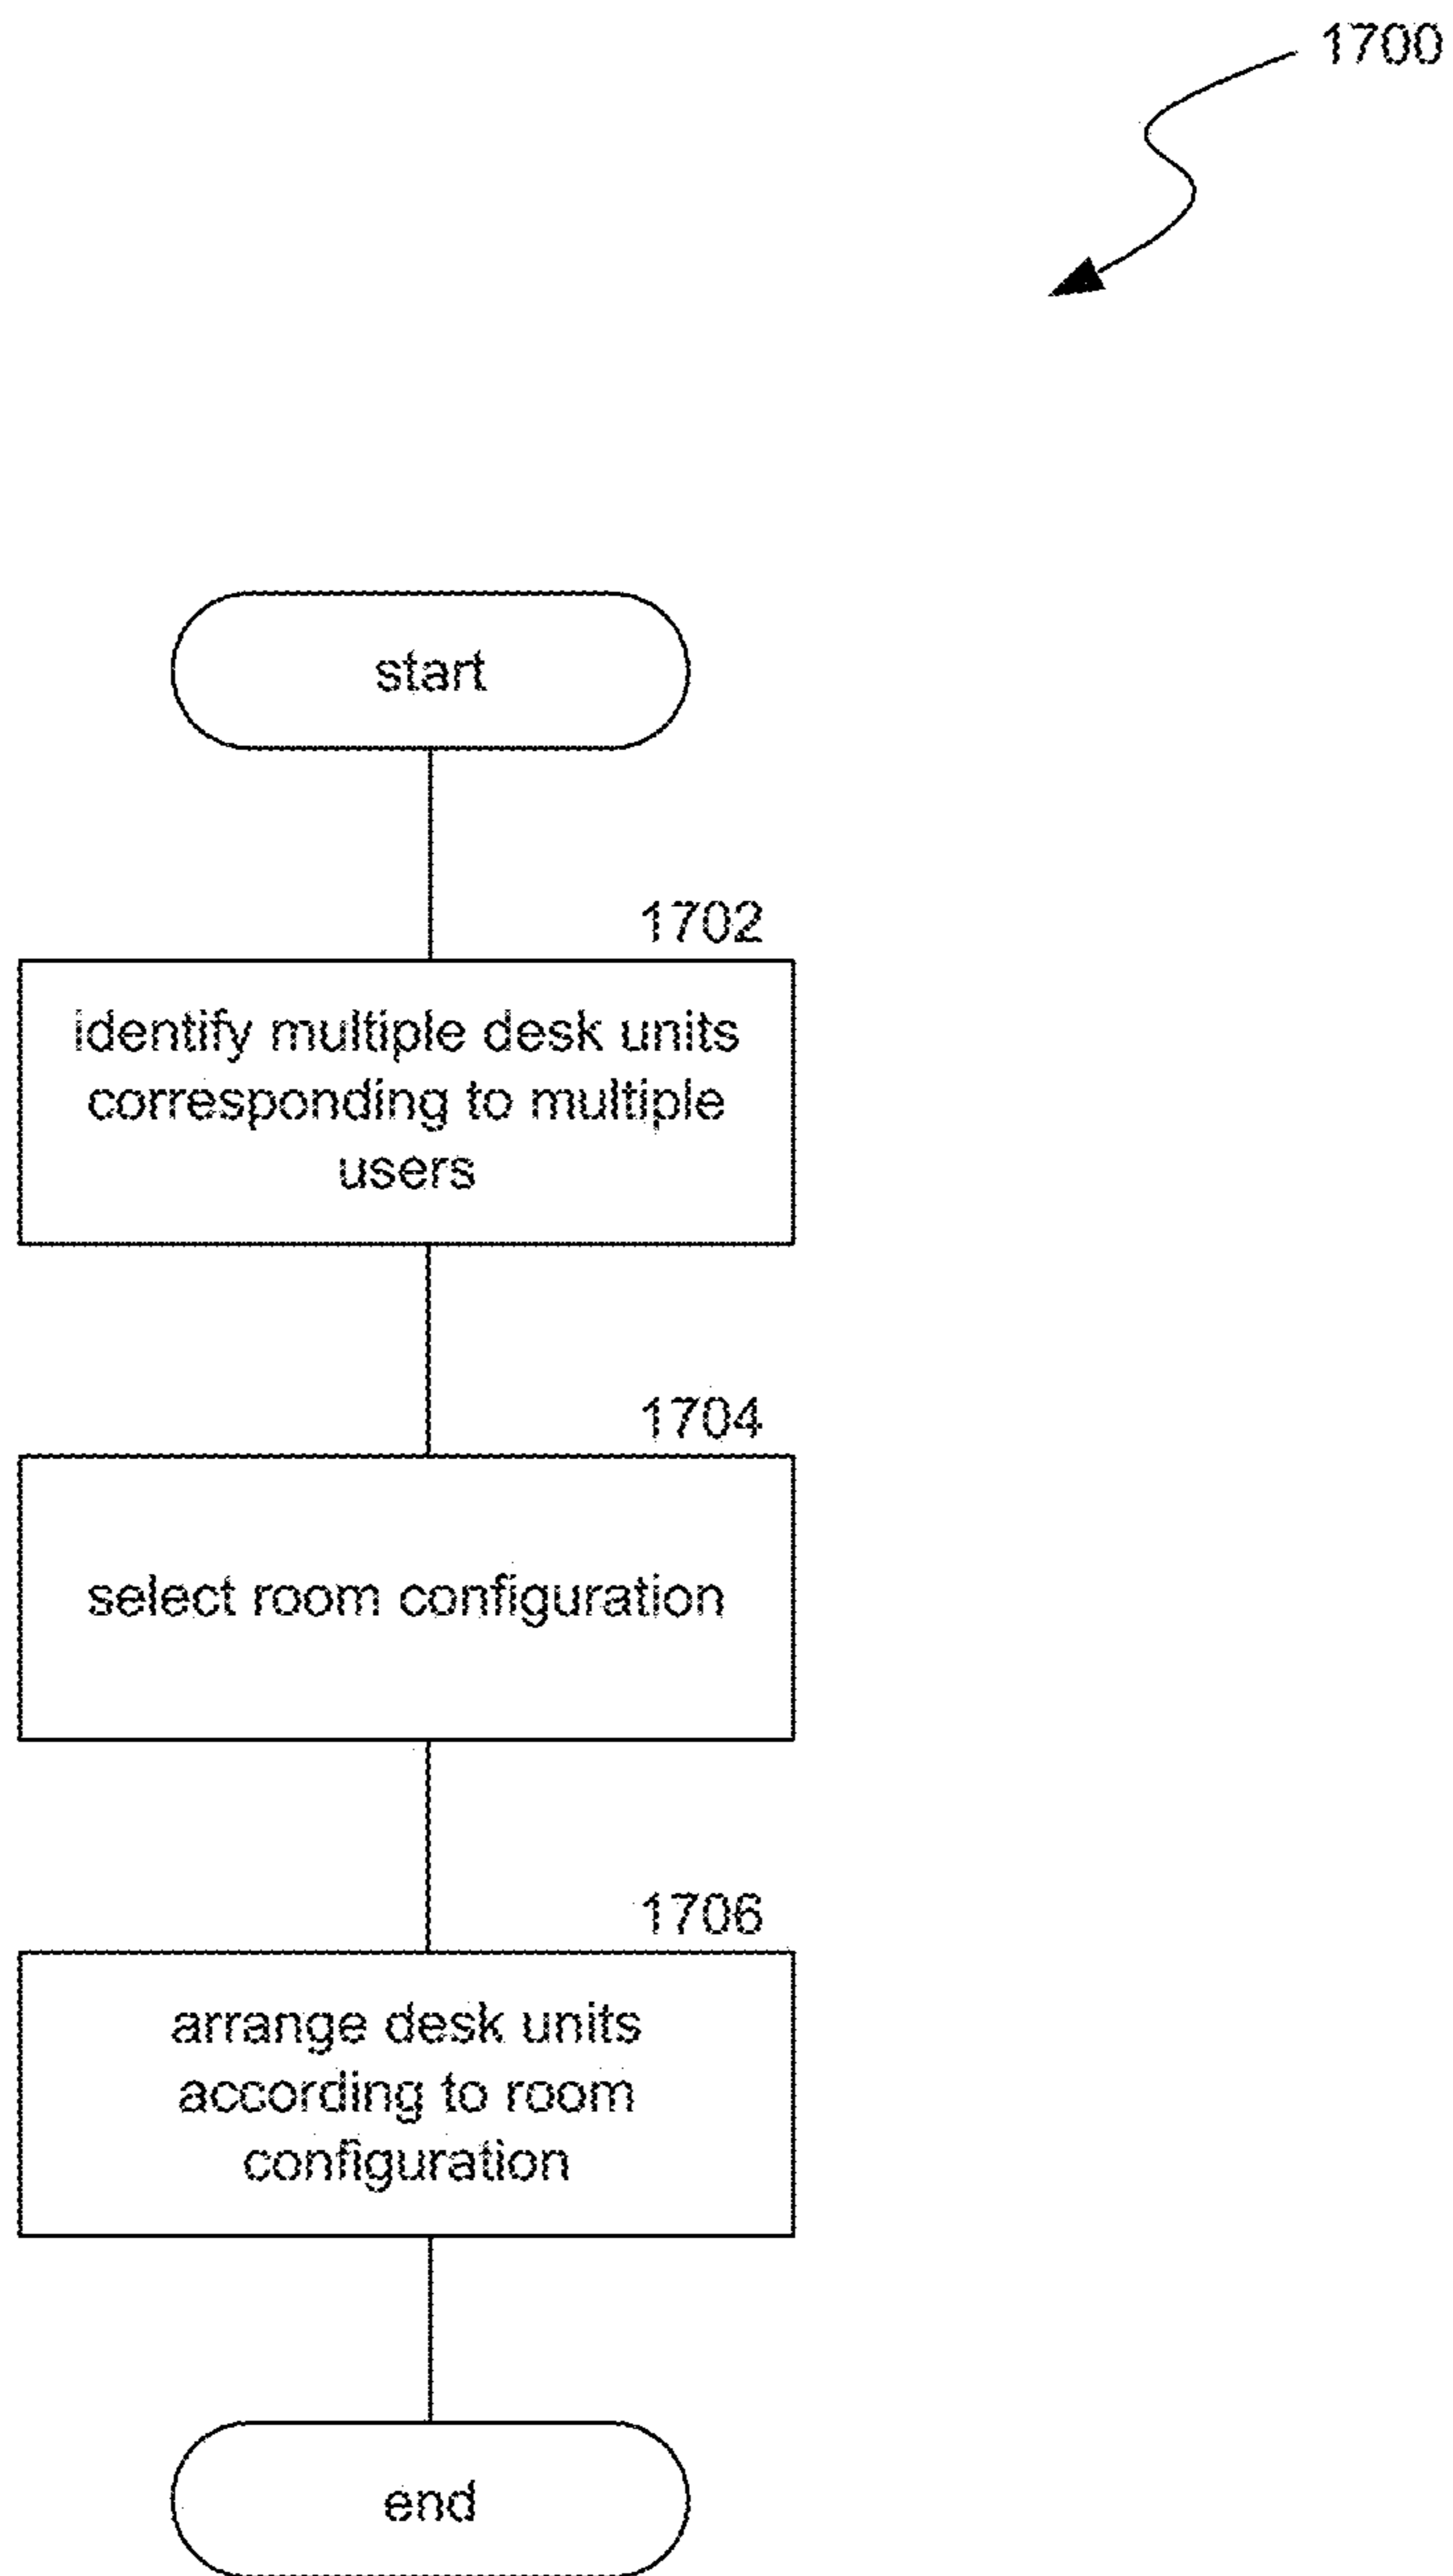 1700
start
1702
identify multiple desk units
corresponding to multiple
users
1704
select room configuration
1706
arrange desk units
according to room
configuration
end